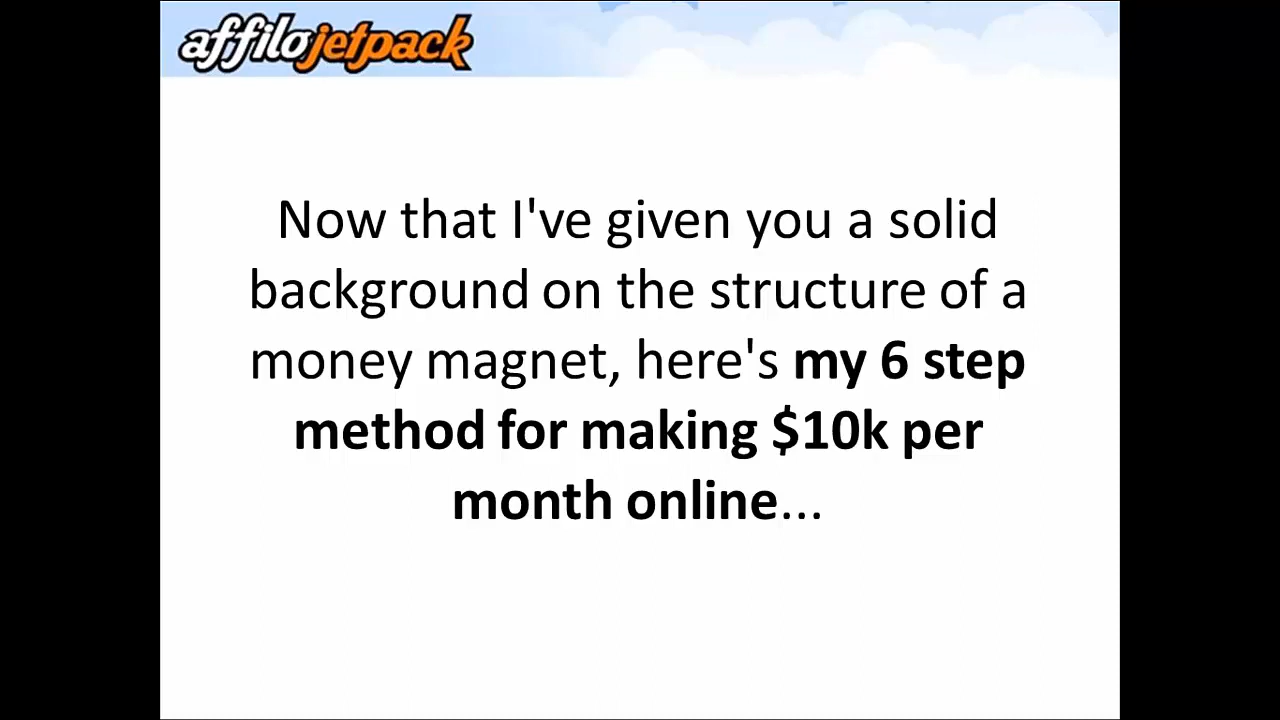 affilojetpack
Now that I've given you a solid
background on the structure of a
money magnet, here's my 6 step
method for making $10k per
month online...